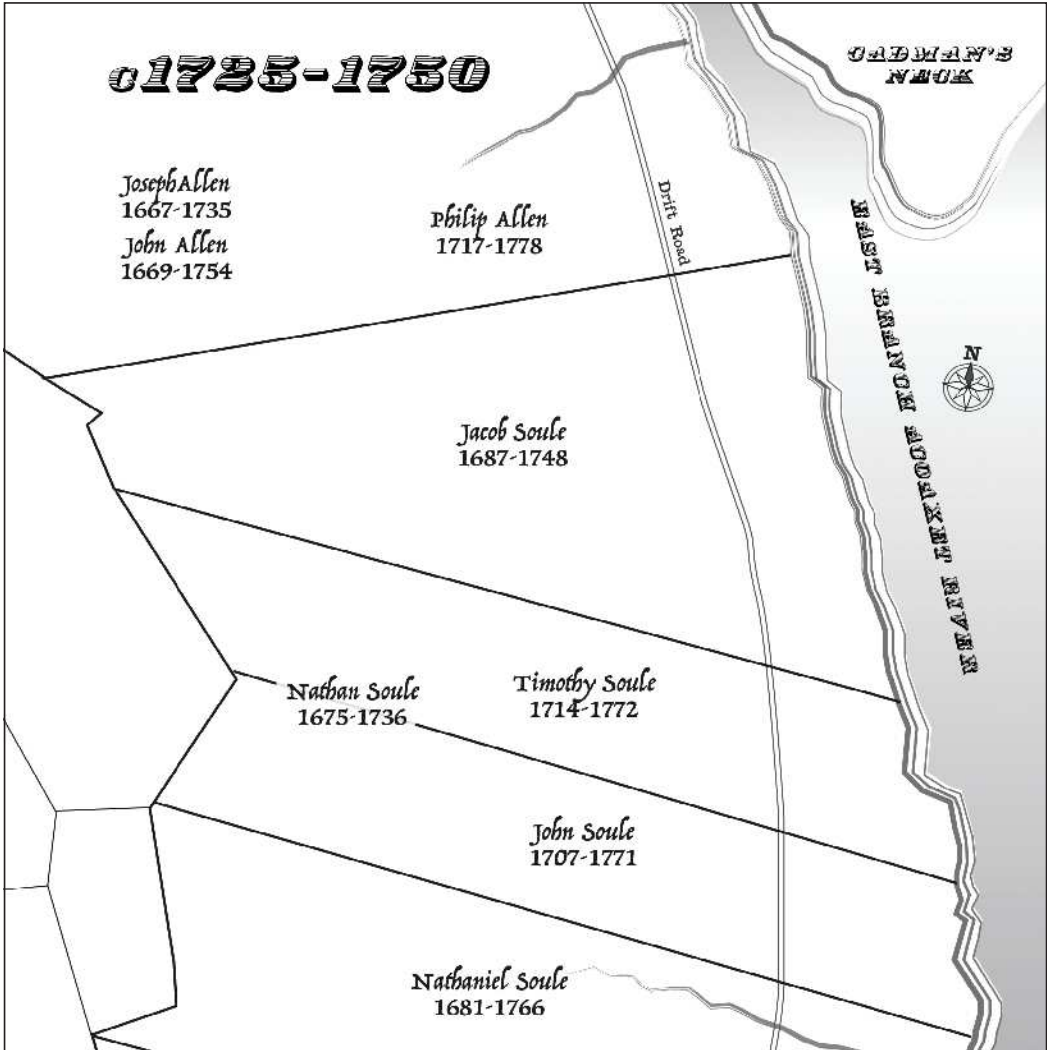 c1725-1750
CADMAN'S
NECK
Joseph Allen
1667-1735
John Allen
1669-1754
Philip Allen
1717-1778
Drift Road
EAST BRANCH ACOAXET RIVER
N
Jacob Soule
1687-1748
Nathan Soule
1675-1736
Timothy Soule
1714-1772
John Soule
1707-1771
Nathaniel Soule
1681-1766